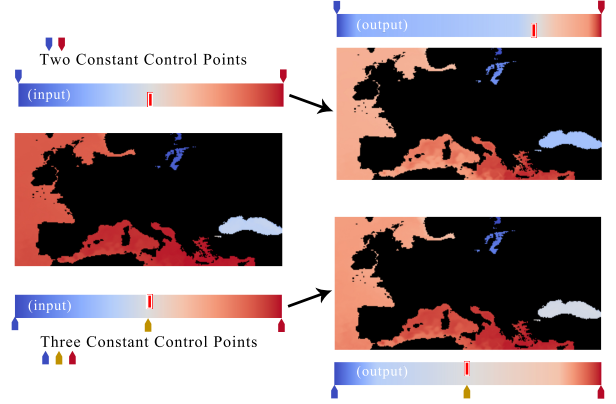 (output)
Two Constant Control Points
(input)
(input)
Three Constant Control Points
(output)